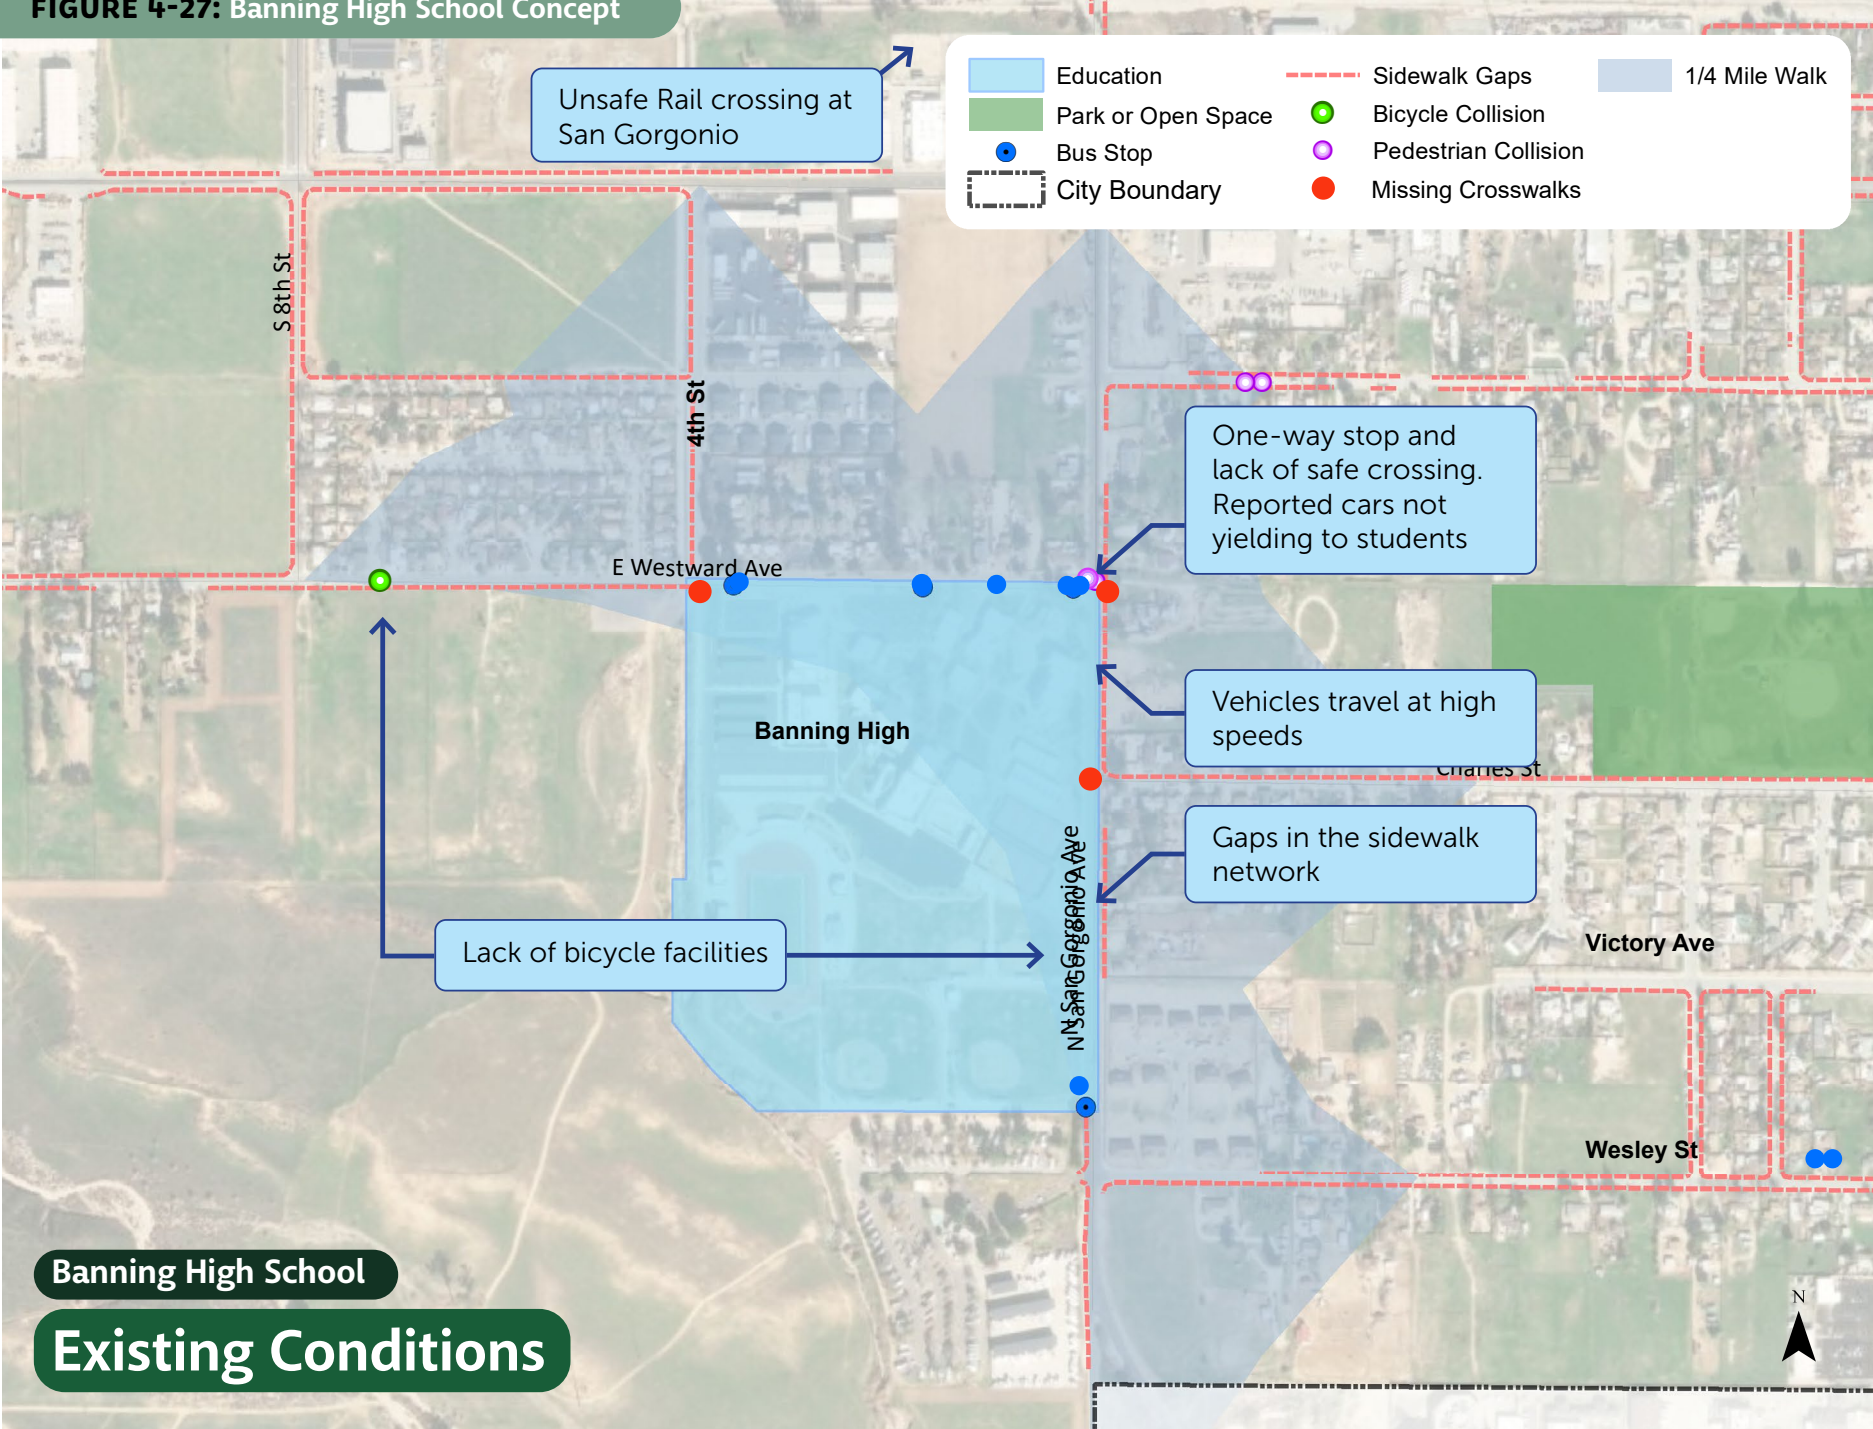 FIGURE 4-27: Banning High School Concept
Unsafe Rail crossing at
San Gorgonio
Education
Park or Open Space
Bus Stop
City Boundary
Sidewalk Gaps
Bicycle Collision
Pedestrian Collision
Missing Crosswalks
1/4 Mile Walk
S 8th St
4th St
One-way stop and
lack of safe crossing.
Reported cars not
yielding to students
E Westward Ave
Vehicles travel at high
speeds
Banning High
Charles St
Gaps in the sidewalk
network
N San Gorgonio Ave
N San Gorgonio Ave
Lack of bicycle facilities
Victory Ave
Wesley St
Banning High School
Existing Conditions
N